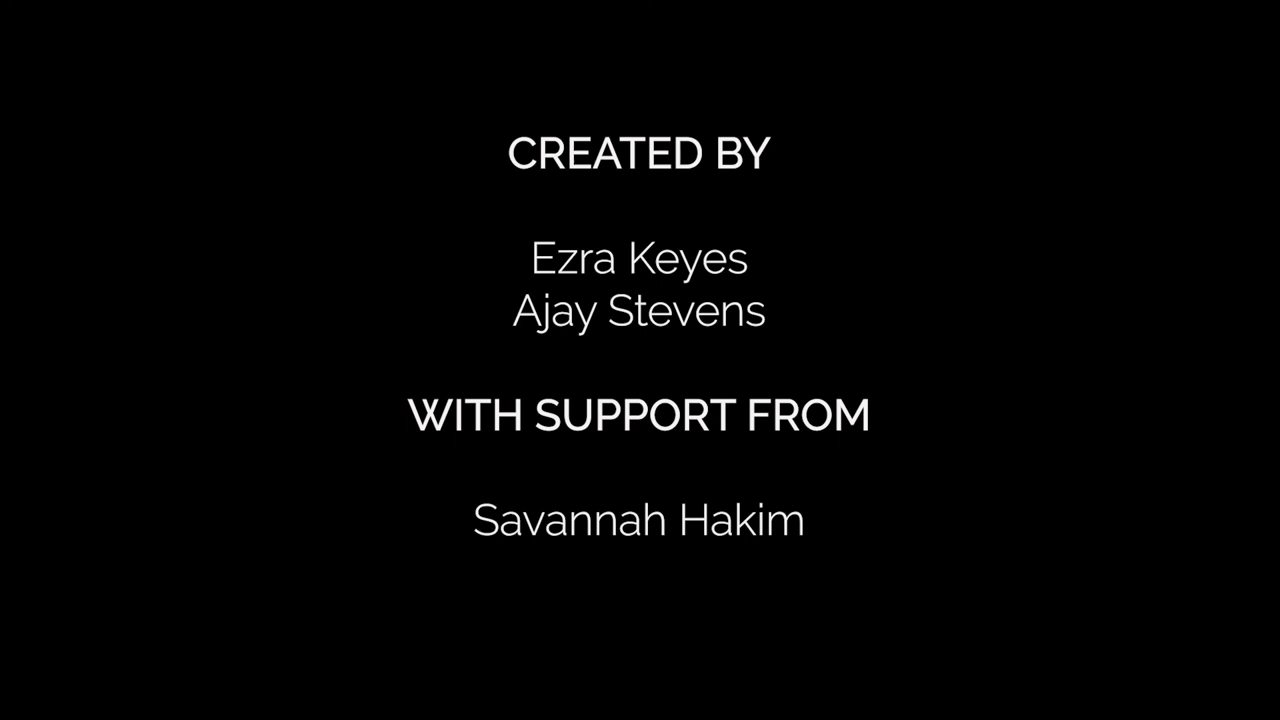 CREATED BY
Ezra Keyes
Ajay Stevens
WITH SUPPORT FROM
Savannah Hakim